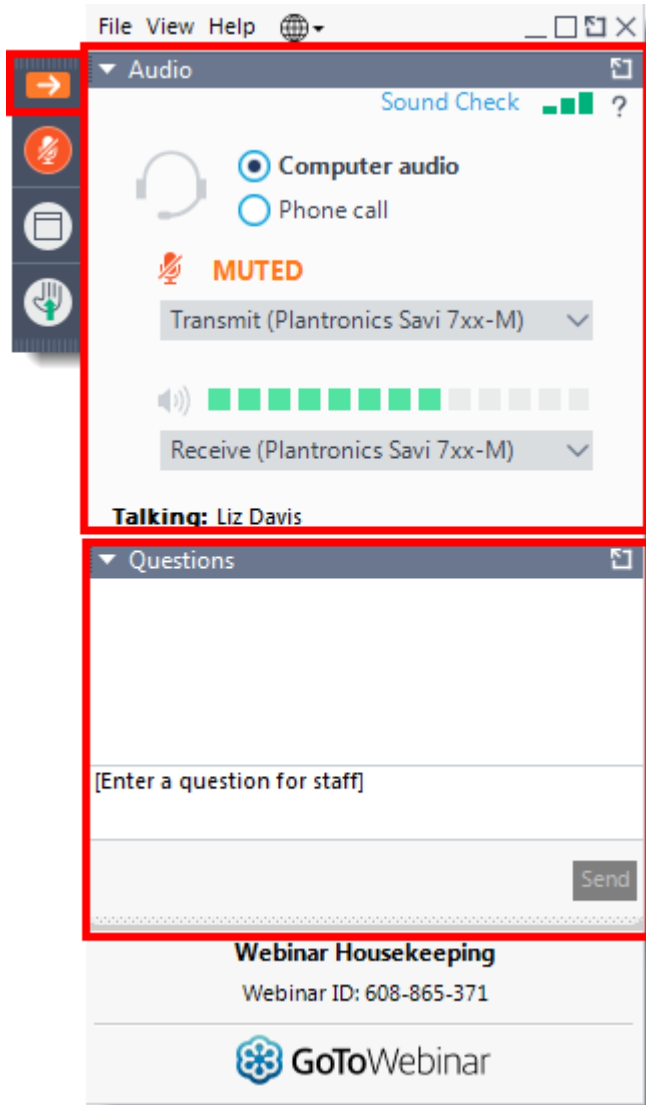 File View Help
Audio
Sound Check ?
Computer audio
Phone call
MUTED
Transmit (Plantronics Savi 7xx-M)
Receive (Plantronics Savi 7xx-M)
Talking: Liz Davis
Questions
[Enter a question for staff]
Send
Webinar Housekeeping
Webinar ID: 608-865-371
GoToWebinar